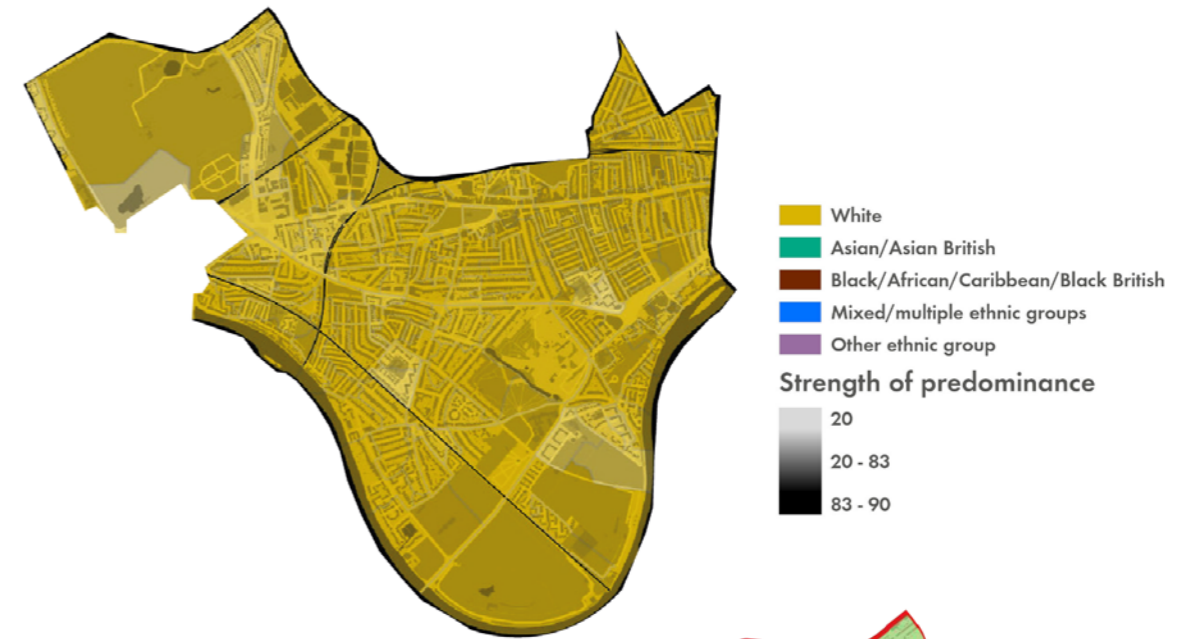 White
Asian/Asian British
Black/African/Caribbean/Black British
Mixed/multiple ethnic groups
Other ethnic group
Strength of predominance
20
20 - 83
83 - 90